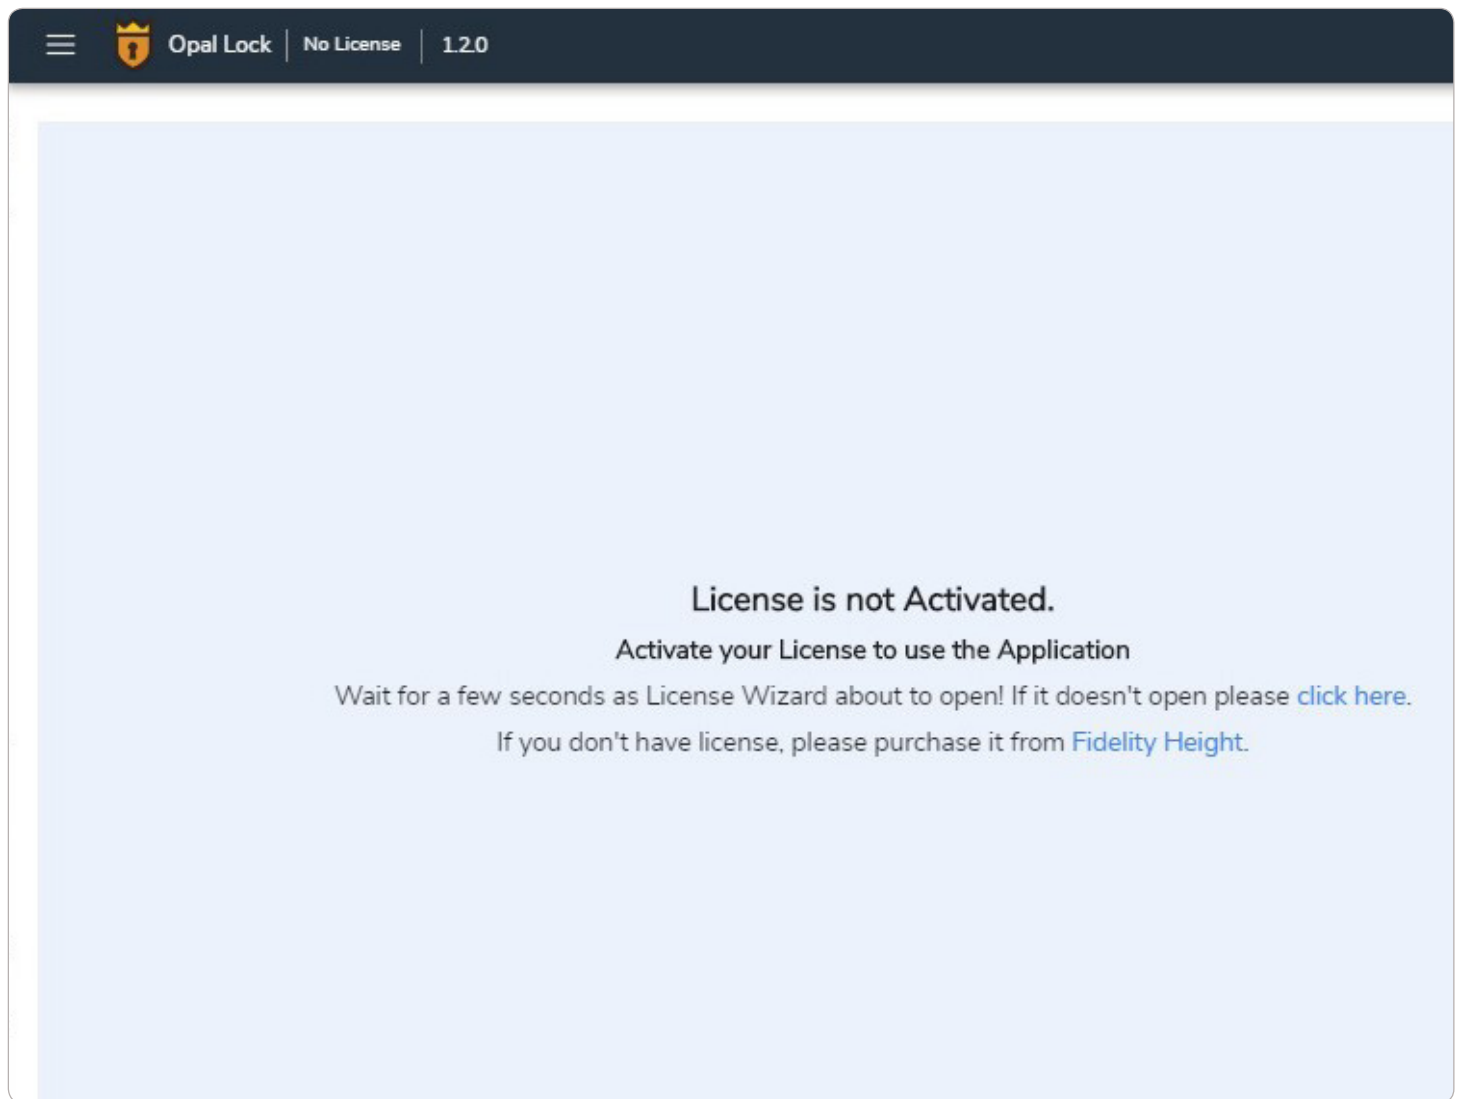 Opal Lock | No License | 1.2.0
License is not Activated.
Activate your License to use the Application
Wait for a few seconds as License Wizard about to open! If it doesn't open please click here.
If you don't have license, please purchase it from Fidelity Height.